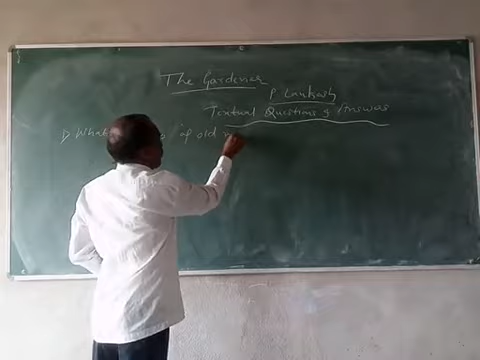 The Gardener
P Lankesh
Textual Questions & Answers
1) What of old